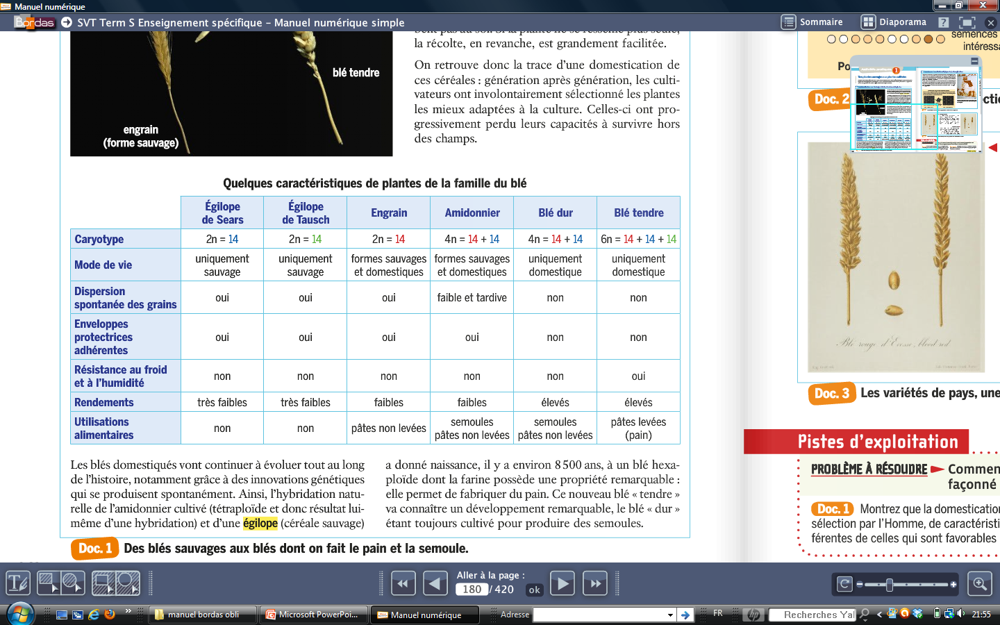 Manuel numérique
Bordas
SVT Term S Enseignement spécifique - Manuel numérique simple
Sommaire
Diaporama
?
la récolte, en revanche, est grandement facilitée.
On retrouve donc la trace d'une domestication de
ces céréales : génération après génération, les culti-
vateurs ont involontairement sélectionné les plantes
les mieux adaptées à la culture. Celles-ci ont pro-
gressivement perdu leurs capacités à survivre hors
des champs.
blé tendre
engrain
(forme sauvage)
Quelques caractéristiques de plantes de la famille du blé
Égilope de Sears
Égilope de Tausch
Engrain
Amidonnier
Blé dur
Blé tendre
Caryotype
2n = 14
2n = 14
2n = 14
4n = 14 + 14
4n = 14 + 14
6n = 14 + 14 + 14
Mode de vie
uniquement sauvage
uniquement sauvage
formes sauvages et domestiques
formes sauvages et domestiques
uniquement domestique
uniquement domestique
Dispersion spontanée des grains
oui
oui
oui
faible et tardive
non
non
Enveloppes protectrices adhérentes
oui
oui
oui
oui
non
non
Résistance au froid et à l'humidité
non
non
non
non
non
oui
Rendements
très faibles
très faibles
faibles
faibles
élevés
élevés
Utilisations alimentaires
non
non
pâtes non levées
semoules pâtes non levées
semoules pâtes non levées
pâtes levées (pain)
Les blés domestiqués vont continuer à évoluer tout au long
de l'histoire, notamment grâce à des innovations génétiques
qui se produisent spontanément. Ainsi, l'hybridation natu-
relle de l'amidonnier cultivé (tétraploïde et donc résultat lui-
même d'une hybridation) et d'une égilope (céréale sauvage)
a donné naissance, il y a environ 8 500 ans, à un blé hexa-
ploïde dont la farine possède une propriété remarquable :
elle permet de fabriquer du pain. Ce nouveau blé « tendre »
va connaître un développement remarquable, le blé « dur »
étant toujours cultivé pour produire des semoules.
Doc. 1 Des blés sauvages aux blés dont on fait le pain et la semoule.
semences
intéress
Po
Doc. 2
Blé rouge d'Ecosse, blood red
Doc. 3 Les variétés de pays, une
Pistes d'exploitation
PROBLÈME À RÉSOUDRE Commen
façonné
Doc. 1 Montrez que la domestication
sélection par l'Homme, de caractéristi
férentes de celles qui sont favorables
Aller à la page :
180 / 420 ok
manuel bordas obli
Microsoft PowerPoi...
Manuel numérique
Adresse
FR
hp
Recherches Ya
21:55